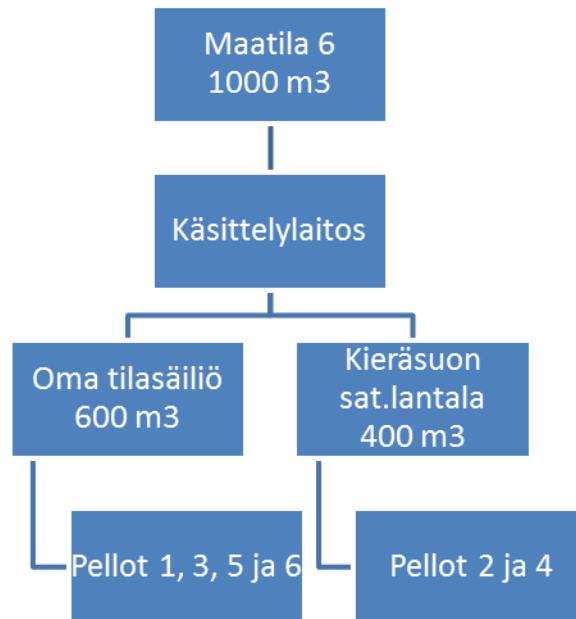 Maatila 6
1000 m3
Käsittelylaitos
Oma tilasäiliö
600 m3
Kieräsuon
sat.lantala
400 m3
Pellot 1, 3, 5 ja 6
Pellot 2 ja 4